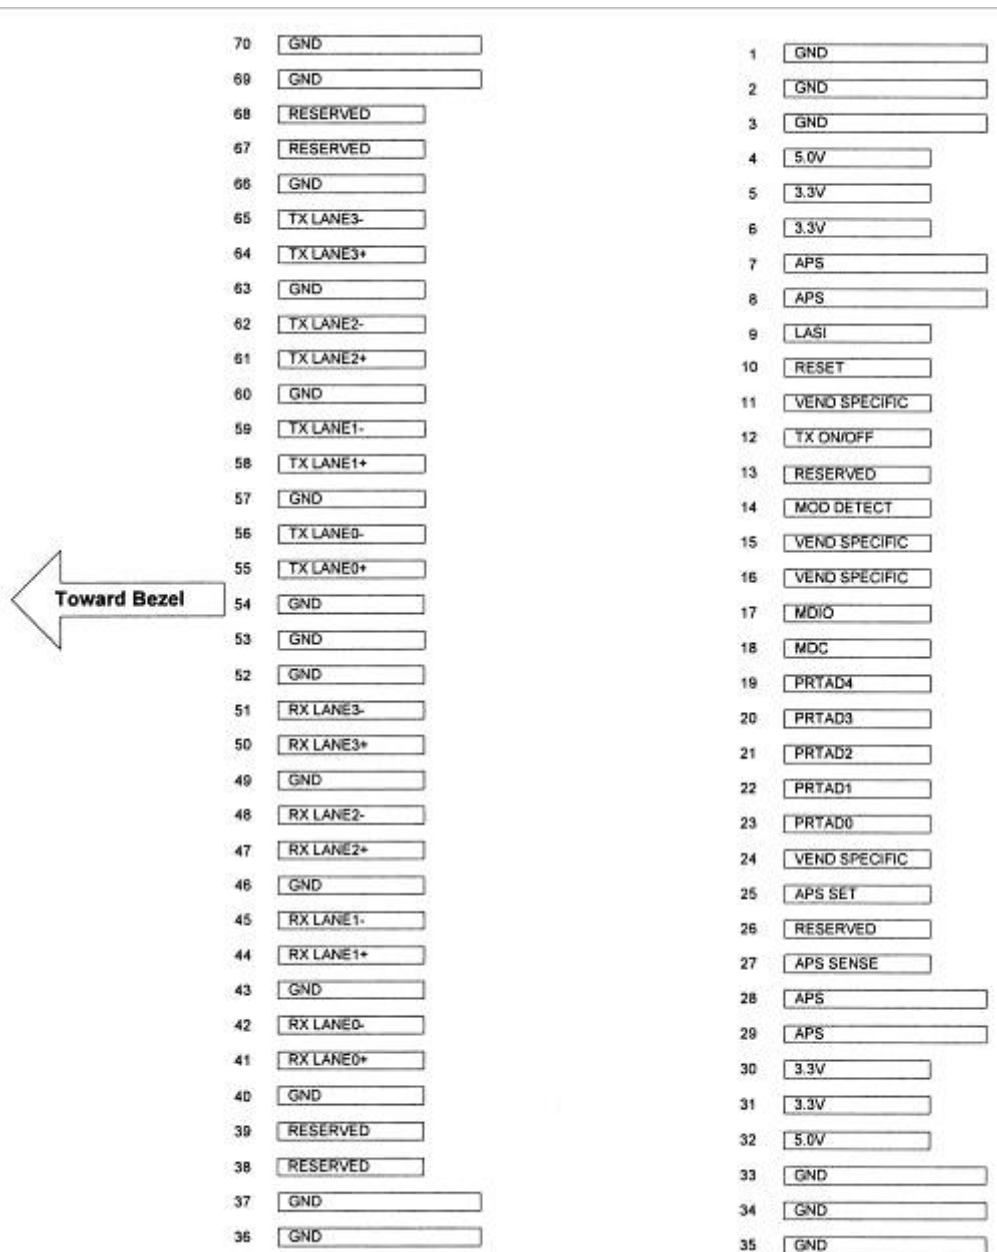 70 GND
69 GND
68 RESERVED
67 RESERVED
66 GND
65 TX LANE3-
64 TX LANE3+
63 GND
62 TX LANE2-
61 TX LANE2+
60 GND
59 TX LANE1-
58 TX LANE1+
57 GND
56 TX LANE0-
55 TX LANE0+
Toward Bezel
54 GND
53 GND
52 GND
51 RX LANE3-
50 RX LANE3+
49 GND
48 RX LANE2-
47 RX LANE2+
46 GND
45 RX LANE1-
44 RX LANE1+
43 GND
42 RX LANE0-
41 RX LANE0+
40 GND
39 RESERVED
38 RESERVED
37 GND
36 GND
1 GND
2 GND
3 GND
4 5.0V
5 3.3V
6 3.3V
7 APS
8 APS
9 LASI
10 RESET
11 VEND SPECIFIC
12 TX ON/OFF
13 RESERVED
14 MOD DETECT
15 VEND SPECIFIC
16 VEND SPECIFIC
17 MDIO
18 MDC
19 PRTAD4
20 PRTAD3
21 PRTAD2
22 PRTAD1
23 PRTAD0
24 VEND SPECIFIC
25 APS SET
26 RESERVED
27 APS SENSE
28 APS
29 APS
30 3.3V
31 3.3V
32 5.0V
33 GND
34 GND
35 GND